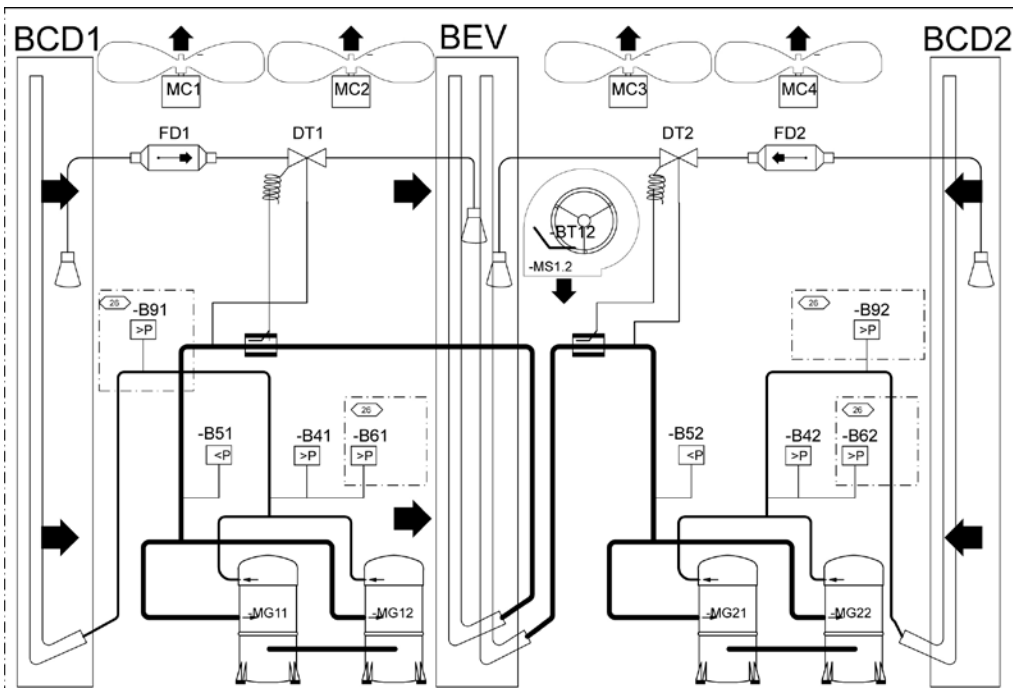 BCD1
BEV
BCD2
MC1
MC2
MC3
MC4
FD1
DT1
DT2
FD2
-BT12
-MS1.2
26
-B91
>P
26
-B92
>P
26
-B51
<P
-B41
>P
-B61
>P
-B52
<P
-B42
>P
26
-B62
>P
-MG11
-MG12
-MG21
-MG22